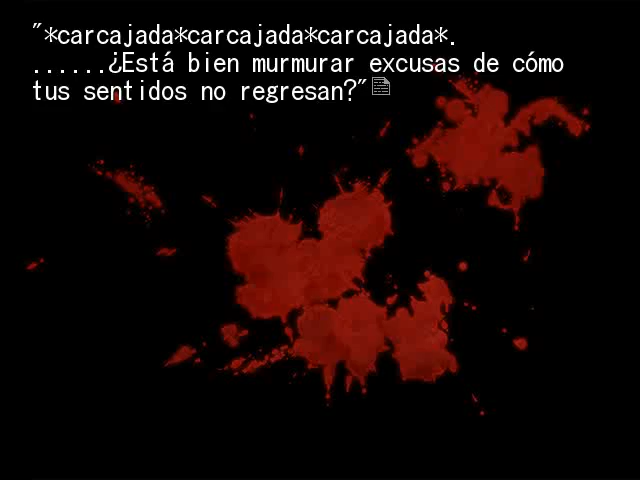 "*carcajada*carcajada*carcajada*.
......¿Está bien murmurar excusas de cómo
tus sentidos no regresan?"